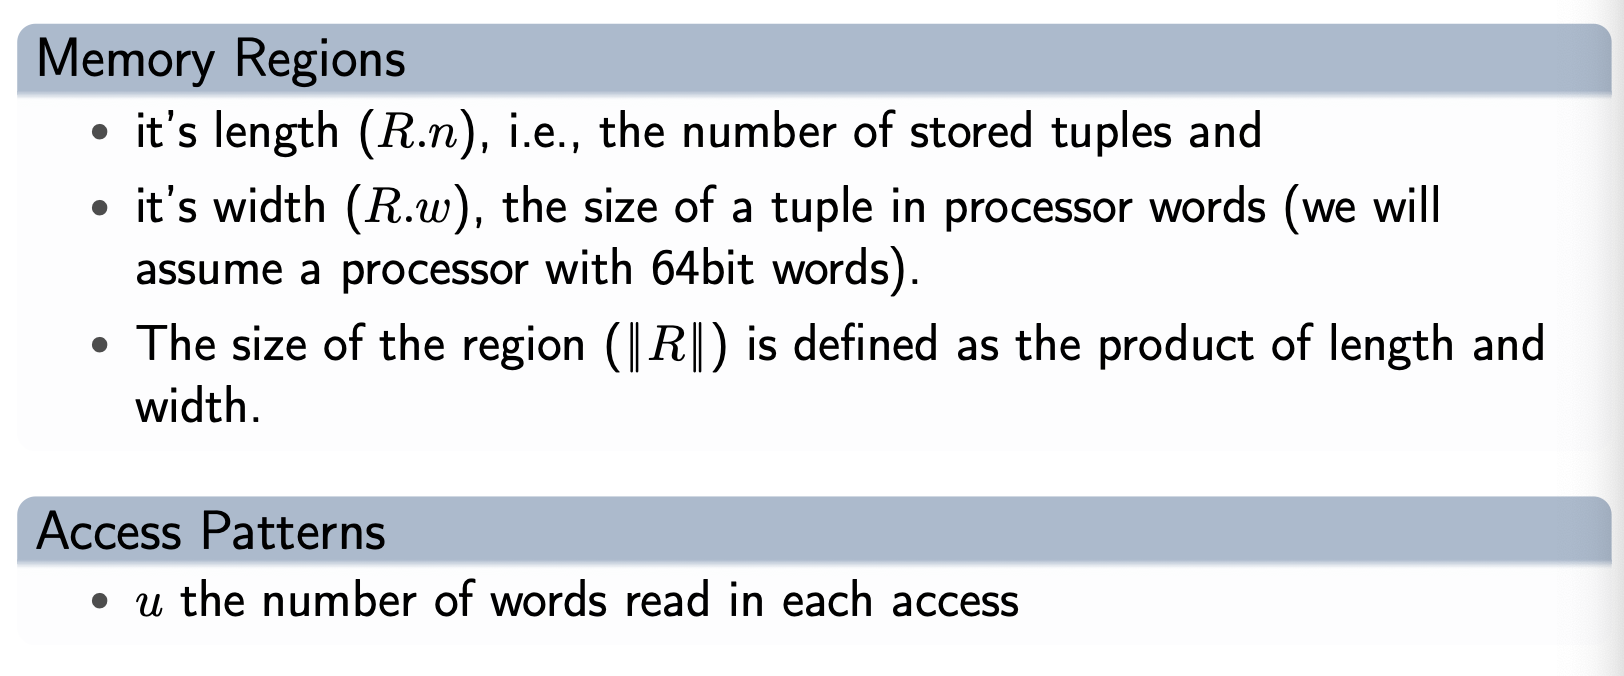 Memory Regions
• it's length (R.n), i.e., the number of stored tuples and
• it's width (R.w), the size of a tuple in processor words (we will
assume a processor with 64bit words).
• The size of the region (‖R‖) is defined as the product of length and
width.
Access Patterns
• u the number of words read in each access